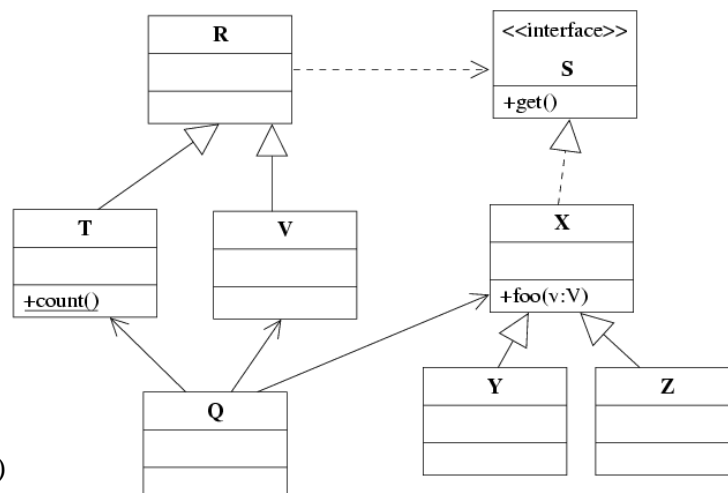 R
<<interface>>
S
+get()
T
+count()
V
X
+foo(v:V)
Q
Y
Z
)